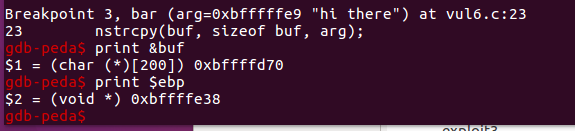 Breakpoint 3, bar (arg=0xbfffffe9 "hi there") at vul6.c:23
23 nstrcpy(buf, sizeof buf, arg);
gdb-peda$ print &buf
$1 = (char (*)[200]) 0xbffffd70
gdb-peda$ print $ebp
$2 = (void *) 0xbffffe38
gdb-peda$
exploit3